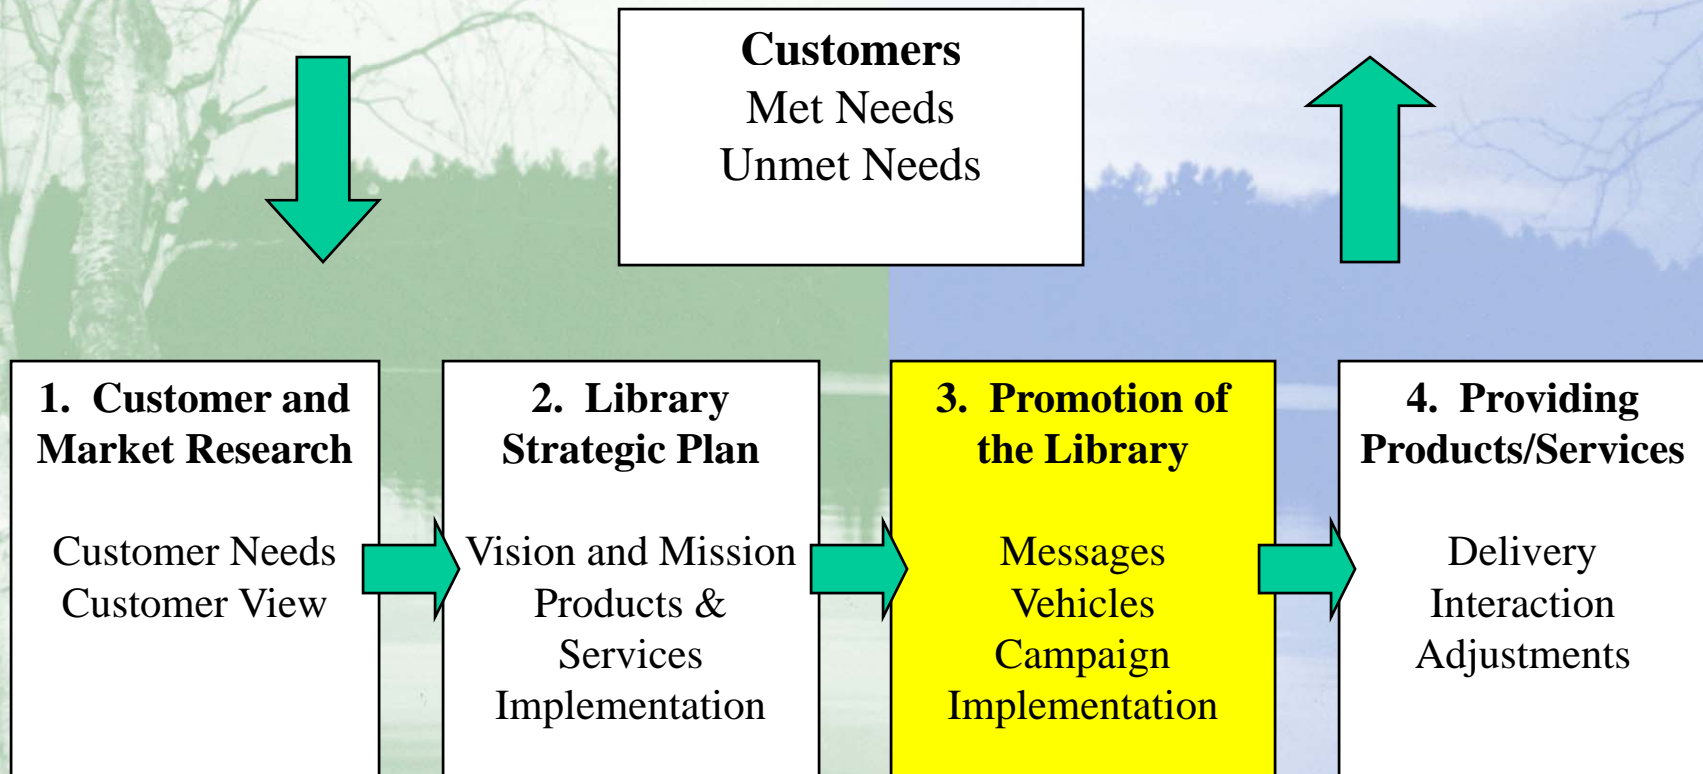 Customers
Met Needs
Unmet Needs
1. Customer and
Market Research
Customer Needs
Customer View
2. Library
Strategic Plan
Vision and Mission
Products &
Services
Implementation
3. Promotion of
the Library
Messages
Vehicles
Campaign
Implementation
4. Providing
Products/Services
Delivery
Interaction
Adjustments